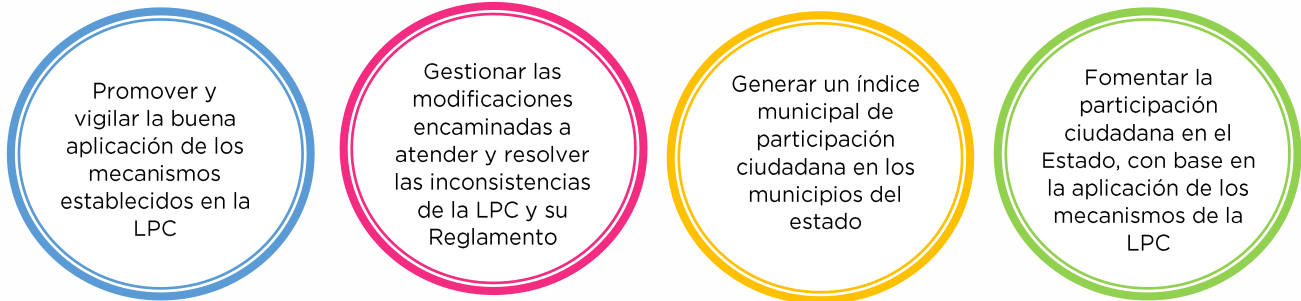 Promover y
vigilar la buena
aplicación de los
mecanismos
establecidos en la
LPC
Gestionar las
modificaciones
encaminadas a
atender y resolver
las inconsistencias
de la LPC y su
Reglamento
Generar un índice
municipal de
participación
ciudadana en los
municipios del
estado
Fomentar la
participación
ciudadana en el
Estado, con base en
la aplicación de los
mecanismos de la
LPC